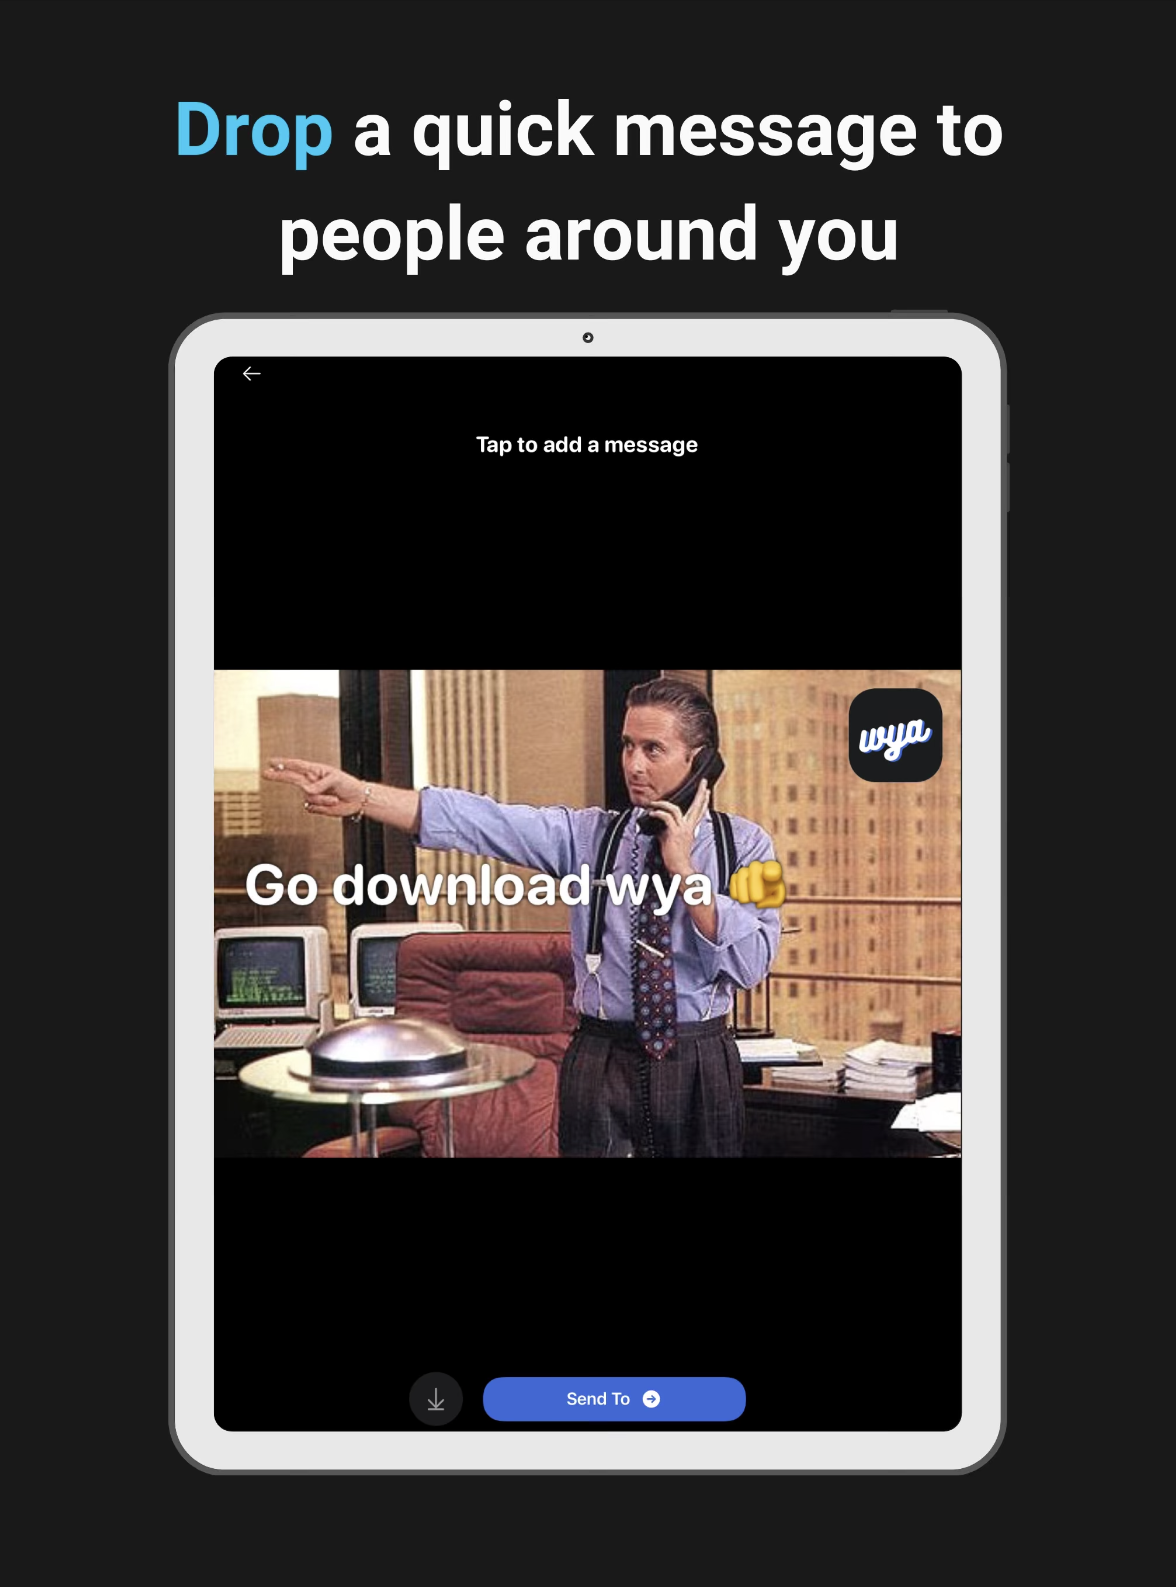 Drop a quick message to
people around you
Tap to add a message
wya
Go download wya 🫵
Send To